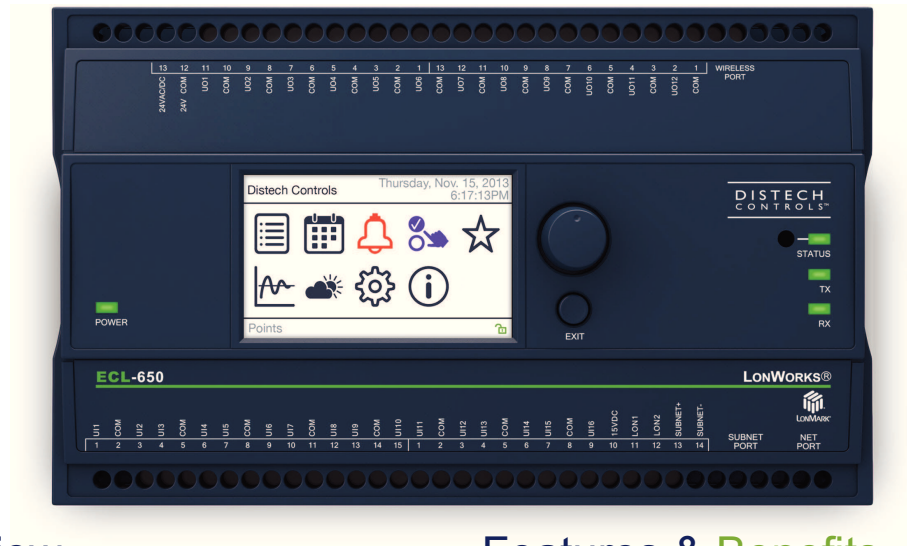 13 12 11 10 9 8 7 6 5 4 3 2 1 13 12 11 10 9 8 7 6 5 4 3 2 1
24VAC/DC 24V COM UO1 COM UO2 COM UO3 COM UO4 COM UO5 COM UO6 COM UO7 COM UO8 COM UO9 COM UO10 COM UO11 COM UO12 COM
WIRELESS
PORT
Distech Controls
Thursday, Nov. 15, 2013
6:17:13PM
Points
POWER
EXIT
DISTECH
CONTROLS™
STATUS
TX
RX
ECL-650
LONWORKS®
LONMARK
UI1 COM UI2 UI3 COM UI4 UI5 COM UI6 UI7 COM UI8 UI9 COM UI10 UI11 COM UI12 UI13 COM UI14 UI15 COM UI16 15VDC LON1 LON2 SUBNET+ SUBNET-
1 2 3 4 5 6 7 8 9 10 11 12 13 14 15 1 2 3 4 5 6 7 8 9 10 11 12 13 14
SUBNET
PORT
NET
PORT
Features & Benefits